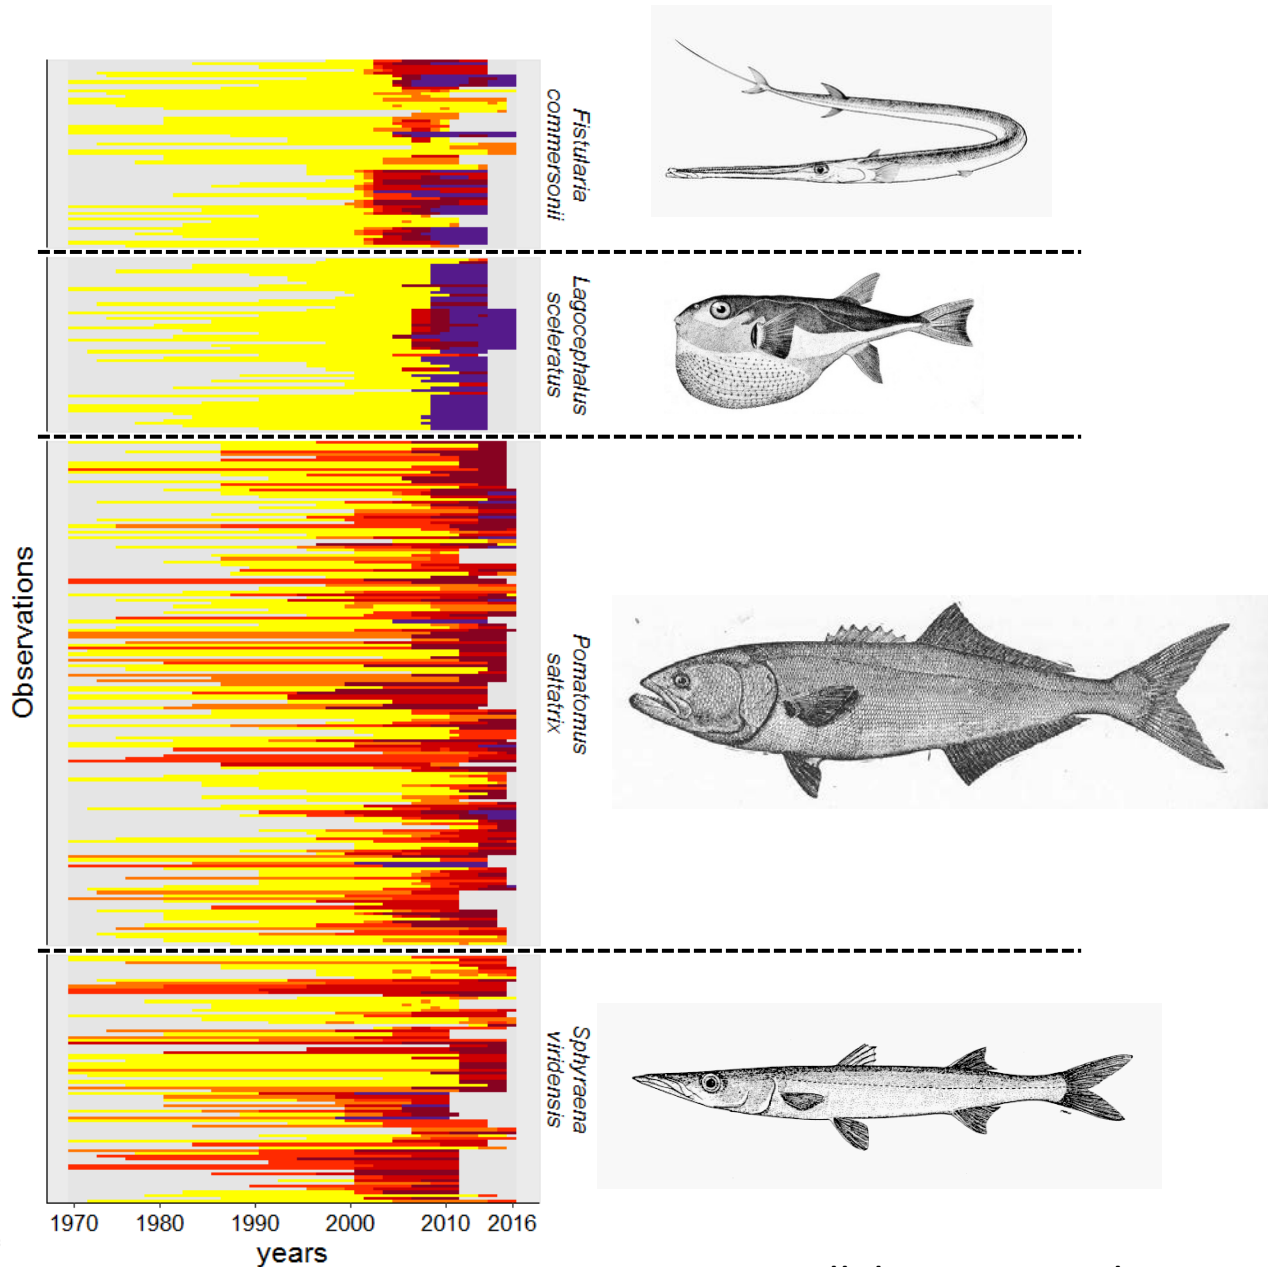 Fistularia
commersonii
Lagocephalus
sceleratus
Observations
Pomatomus
saltatrix
Sphyraena
viridensis
1970 1980 1990 2000 2010 2016
years